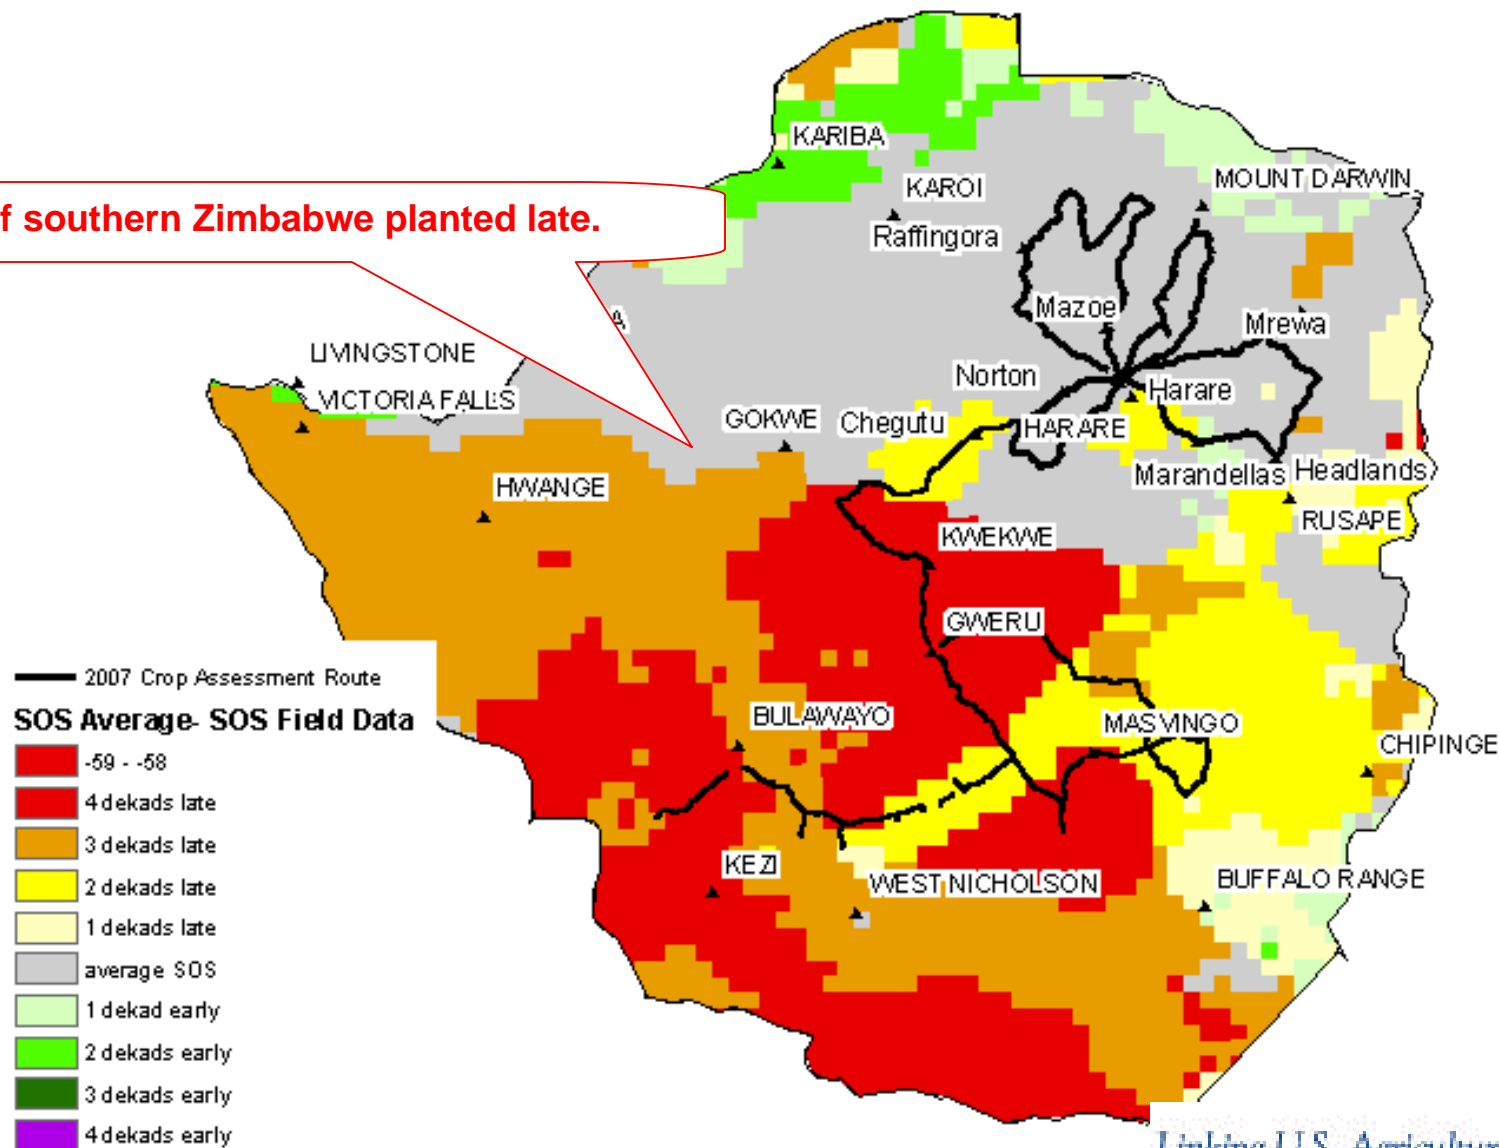 KARIBA
KAROI
MOUNT DARWIN
f southern Zimbabwe planted late.
Raffingora
Mazoe
Mrewa
A
LIVINGSTONE
Norton
Harare
VICTORIA FALLS
GOKWE
Chegutu
HARARE
Marandellas
Headlands
HWANGE
RUSAPE
KWEKWE
GWERU
2007 Crop Assessment Route
SOS Average- SOS Field Data
BULAWAYO
MASVINGO
CHIPINGE
-59 - -58
4 dekads late
3 dekads late
KEZI
WEST NICHOLSON
BUFFALO RANGE
2 dekads late
1 dekads late
average SOS
1 dekad early
2 dekads early
3 dekads early
4 dekads early
Linking U.S. Agricultur